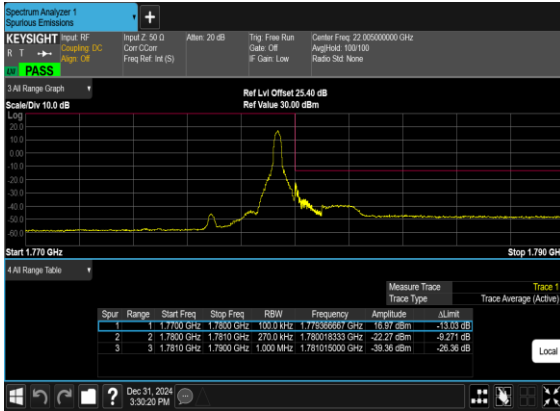 Spectrum Analyzer 1
Spurious Emissions
KEYSIGHT Input: RF Input Z: 50 Ω Atten: 20 dB Trig: Free Run Center Freq: 22.005000000 GHz
R T Coupling: DC Corr CCorr Gate: Off Avg|Hold: 100/100
Align: Off Freq Ref: Int (S) IF Gain: Low Radio Std: None
PASS
3 All Range Graph
Ref Lvl Offset 25.40 dB
Scale/Div 10.0 dB Ref Value 30.00 dBm
Log
20.0
10.0
0.00
-10.0
-20.0
-30.0
-40.0
-50.0
-60.0
Start 1.770 GHz Stop 1.790 GHz
4 All Range Table
Measure Trace Trace 1
Trace Type Trace Average (Active)
Spur Range Start Freq Stop Freq RBW Frequency Amplitude ΔLimit
1 1 1.7700 GHz 1.7800 GHz 100.0 kHz 1.779366667 GHz 16.97 dBm -13.03 dB
2 2 1.7800 GHz 1.7810 GHz 270.0 kHz 1.780018333 GHz -22.27 dBm -9.271 dB
3 3 1.7810 GHz 1.7900 GHz 1.000 MHz 1.781015000 GHz -39.36 dBm -26.36 dB
Local
Dec 31, 2024
3:30:20 PM